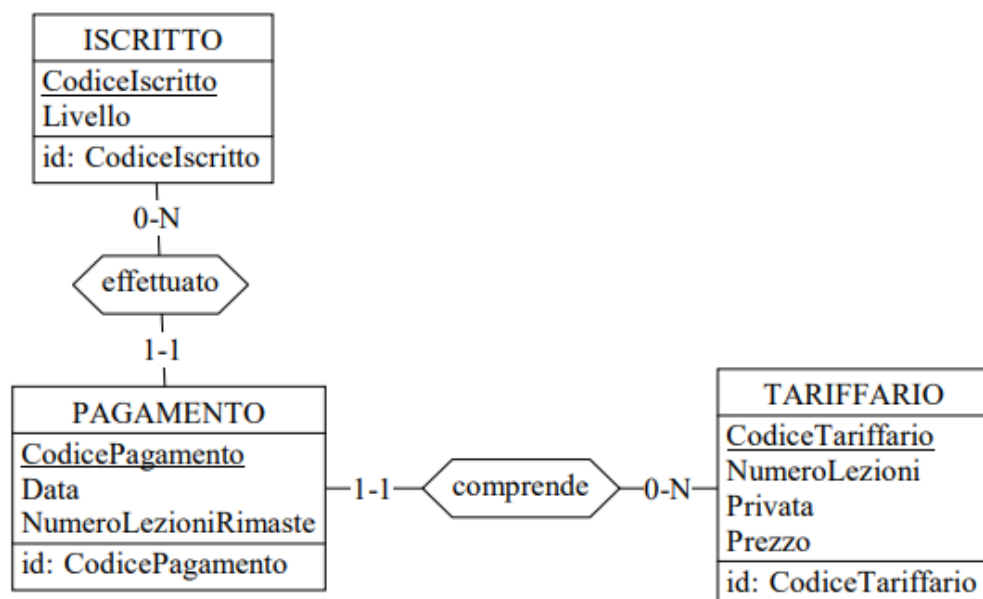 ISCRITTO
CodiceIscritto
Livello
id: CodiceIscritto
0-N
effettuato
1-1
PAGAMENTO
CodicePagamento
Data
NumeroLezioniRimaste
id: CodicePagamento
1-1
comprende
0-N
TARIFFARIO
CodiceTariffario
NumeroLezioni
Privata
Prezzo
id: CodiceTariffario